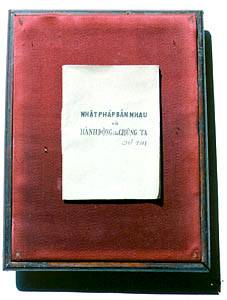 NHẬT PHÁP BẮN NHAU
và
HÀNH ĐỘNG của CHÚNG TA
CHỈ THỊ